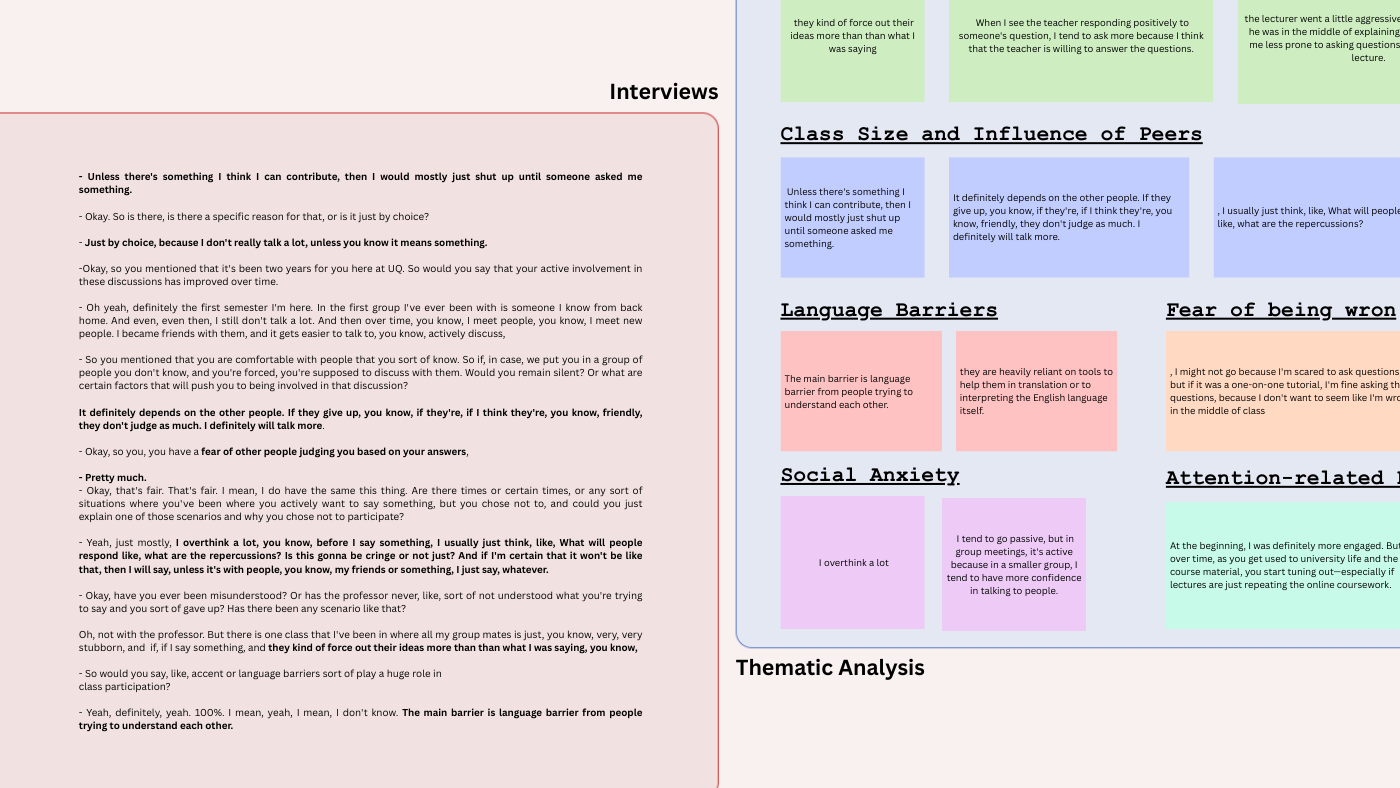 Interviews
- Unless there's something I think I can contribute, then I would mostly just shut up until someone asked me
something.
- Okay. So is there, is there a specific reason for that, or is it just by choice?
- Just by choice, because I don't really talk a lot, unless you know it means something.
-Okay, so you mentioned that it's been two years for you here at UQ. So would you say that your active involvement in
these discussions has improved over time.
- Oh yeah, definitely the first semester I'm here. In the first group I've ever been with is someone I know from back
home. And even, even then, I still don't talk a lot. And then over time, you know, I meet people, you know, I meet new
people. I became friends with them, and it gets easier to talk to, you know, actively discuss,
- So you mentioned that you are comfortable with people that you sort of know. So if, in case, we put you in a group of
people you don't know, and you're forced, you're supposed to discuss with them. Would you remain silent? Or what are
certain factors that will push you to being involved in that discussion?
It definitely depends on the other people. If they give up, you know, if they're, if I think they're, you know, friendly,
they don't judge as much. I definitely will talk more.
- Okay, so you, you have a fear of other people judging you based on your answers,
- Pretty much.
- Okay, that's fair. That's fair. I mean, I do have the same this thing. Are there times or certain times, or any sort of
situations where you've been where you actively want to say something, but you chose not to, and could you just
explain one of those scenarios and why you chose not to participate?
- Yeah, just mostly, I overthink a lot, you know, before I say something, I usually just think, like, What will people
respond like, what are the repercussions? Is this gonna be cringe or not just? And if I'm certain that it won't be like
that, then I will say, unless it's with people, you know, my friends or something, I just say, whatever.
- Okay, have you ever been misunderstood? Or has the professor never, like, sort of not understood what you're trying
to say and you sort of gave up? Has there been any scenario like that?
Oh, not with the professor. But there is one class that I've been in where all my group mates is just, you know, very, very
stubborn, and if, if I say something, and they kind of force out their ideas more than than what I was saying, you know,
- So would you say, like, accent or language barriers sort of play a huge role in
class participation?
- Yeah, definitely, yeah. 100%. I mean, yeah, I mean, I don't know. The main barrier is language barrier from people
trying to understand each other.
they kind of force out their
ideas more than than what I
was saying
When I see the teacher responding positively to
someone's question, I tend to ask more because I think
that the teacher is willing to answer the questions.
the lecturer went a little aggressive
he was in the middle of explaining
me less prone to asking questions
lecture.
Class Size and Influence of Peers
Unless there's something I
think I can contribute, then I
would mostly just shut up
until someone asked me
something.
It definitely depends on the other people. If they
give up, you know, if they're, if I think they're, you
know, friendly, they don't judge as much. I
definitely will talk more.
, I usually just think, like, What will people
like, what are the repercussions?
Language Barriers
The main barrier is language
barrier from people trying to
understand each other.
they are heavily reliant on tools to
help them in translation or to
interpreting the English language
itself.
Fear of being wron
, I might not go because I'm scared to ask questions
but if it was a one-on-one tutorial, I'm fine asking th
questions, because I don't want to seem like I'm wro
in the middle of class
Social Anxiety
I overthink a lot
I tend to go passive, but in
group meetings, it's active
because in a smaller group, I
tend to have more confidence
in talking to people.
Attention-related
At the beginning, I was definitely more engaged. But
over time, as you get used to university life and the
course material, you start tuning out—especially if
lectures are just repeating the online coursework.
Thematic Analysis